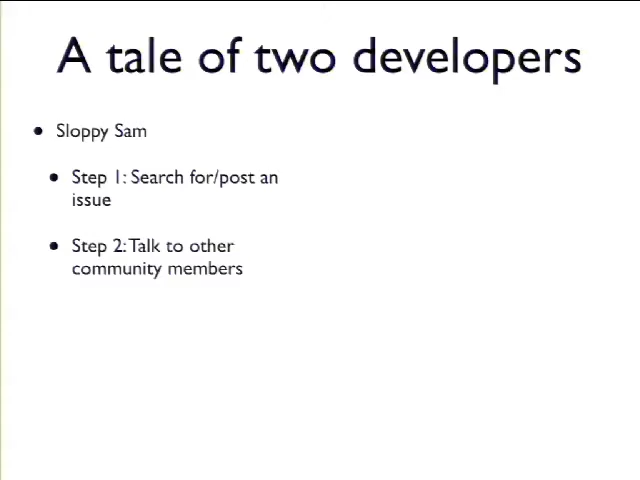 A tale of two developers
• Sloppy Sam
• Step 1: Search for/post an
issue
• Step 2: Talk to other
community members